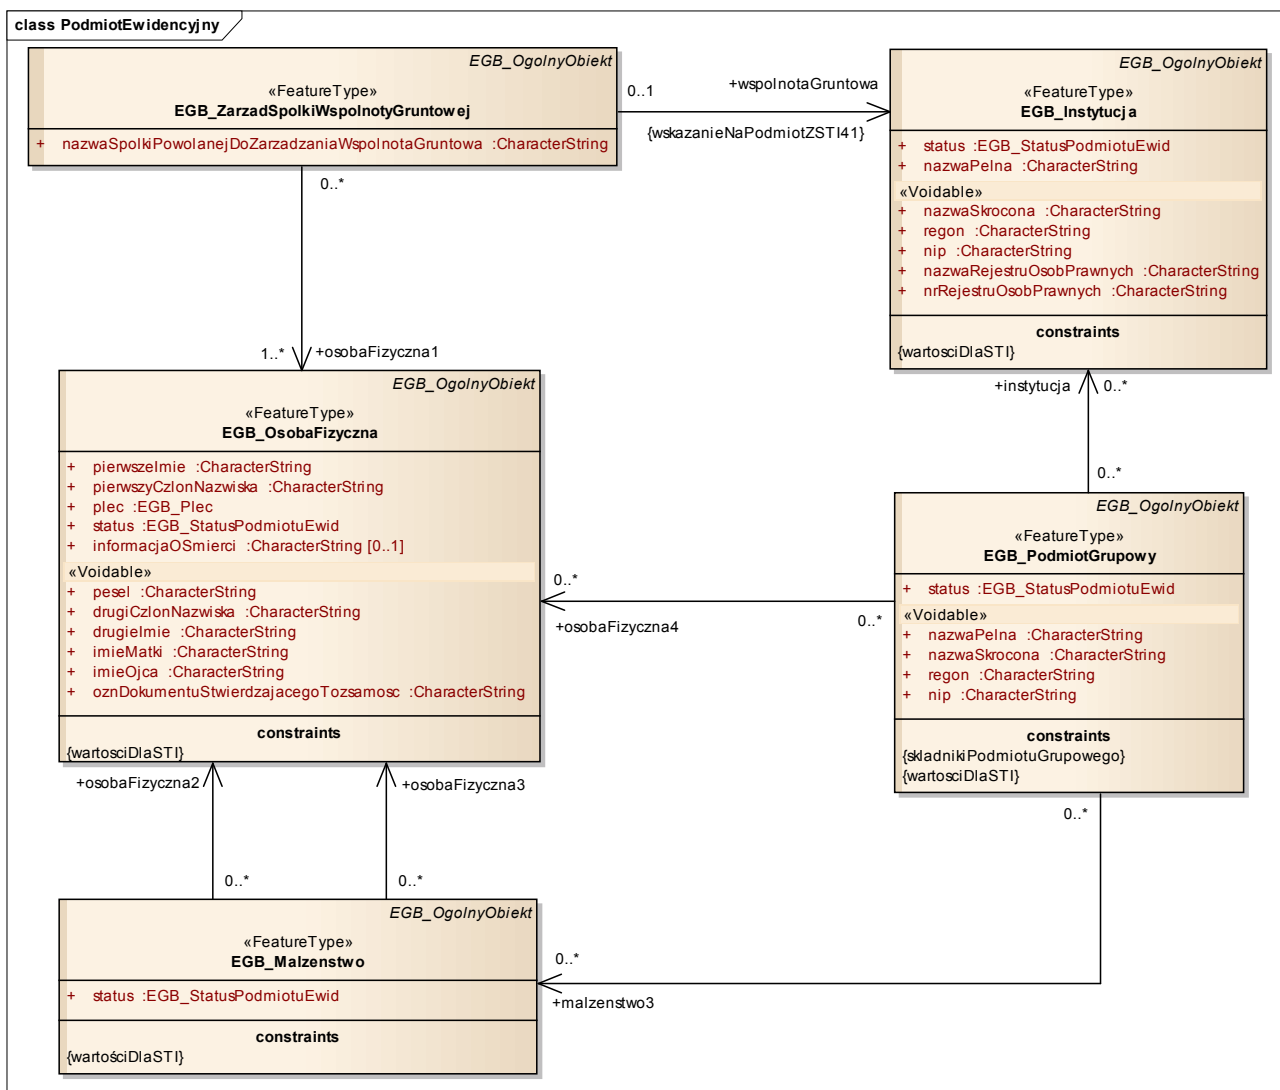 class PodmiotEwidencyjny
EGB_OgolnyObiekt
«FeatureType»
EGB_ZarzadSpolkiWspolnotyGruntowej
+ nazwaSpolkiPowolanejDoZarzadzaniaWspolnotaGruntowa :CharacterString
0..1
+wspolnotaGruntowa
{wskazanieNaPodmiotZSTI41}
EGB_OgolnyObiekt
«FeatureType»
EGB_Instytucja
+ status :EGB_StatusPodmiotuEwid
+ nazwaPelna :CharacterString
«Voidable»
+ nazwaSkrocona :CharacterString
+ regon :CharacterString
+ nip :CharacterString
+ nazwaRejestruOsobPrawnych :CharacterString
+ nrRejestruOsobPrawnych :CharacterString
constraints
{wartosciDlaSTI}
0..*
1..*
+osobaFizyczna1
+instytucja
0..*
0..*
EGB_OgolnyObiekt
«FeatureType»
EGB_OsobaFizyczna
+ pierwszeImie :CharacterString
+ pierwszyCzlonNazwiska :CharacterString
+ plec :EGB_Plec
+ status :EGB_StatusPodmiotuEwid
+ informacjaOSmierci :CharacterString [0..1]
«Voidable»
+ pesel :CharacterString
+ drugiCzlonNazwiska :CharacterString
+ drugieImie :CharacterString
+ imieMatki :CharacterString
+ imieOjca :CharacterString
+ oznDokumentuStwierdzajacegoTozsamosc :CharacterString
constraints
{wartosciDlaSTI}
0..*
+osobaFizyczna4
0..*
EGB_OgolnyObiekt
«FeatureType»
EGB_PodmiotGrupowy
+ status :EGB_StatusPodmiotuEwid
«Voidable»
+ nazwaPelna :CharacterString
+ nazwaSkrocona :CharacterString
+ regon :CharacterString
+ nip :CharacterString
constraints
{skladnikiPodmiotuGrupowego}
{wartosciDlaSTI}
+osobaFizyczna2
+osobaFizyczna3
0..*
0..*
0..*
EGB_OgolnyObiekt
«FeatureType»
EGB_Malzenstwo
+ status :EGB_StatusPodmiotuEwid
constraints
{wartościDlaSTI}
0..*
+malzenstwo3